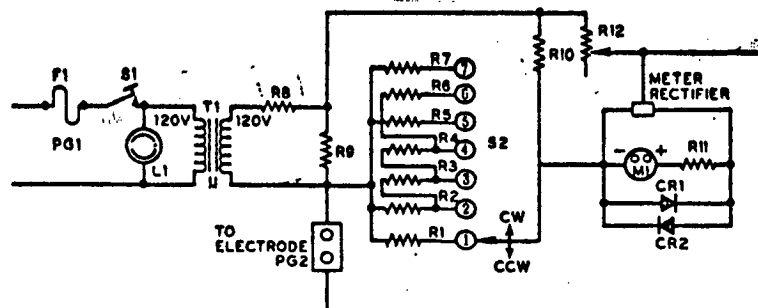 F1
S1
PG1
L1
120V
T1
120V
R8
R9
TO
ELECTRODE
PG2
R7
7
R6
6
R5
5
R4
4
R3
3
R2
2
R1
1
S2
CW
CCW
R10
R12
METER
RECTIFIER
-
+
M1
R11
CR1
CR2